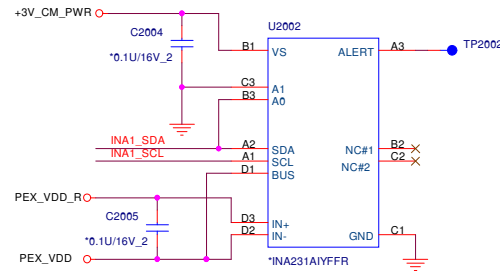 +3V_CM_PWR
C2004
*0.1U/16V_2
U2002
B1 VS
ALERT A3
TP2002
C3 A1
B3 A0
INA1_SDA A2 SDA
INA1_SCL A1 SCL
D1 BUS
NC#1 B2
NC#2 C2
PEX_VDD_R
C2005
*0.1U/16V_2
PEX_VDD
D3 IN+
D2 IN-
GND C1
*INA231AIYFFR